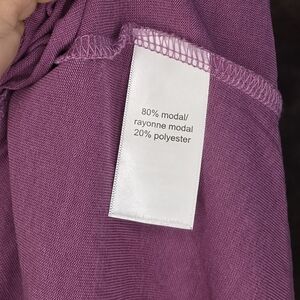 80% modal/
rayonne modal
20% polyester